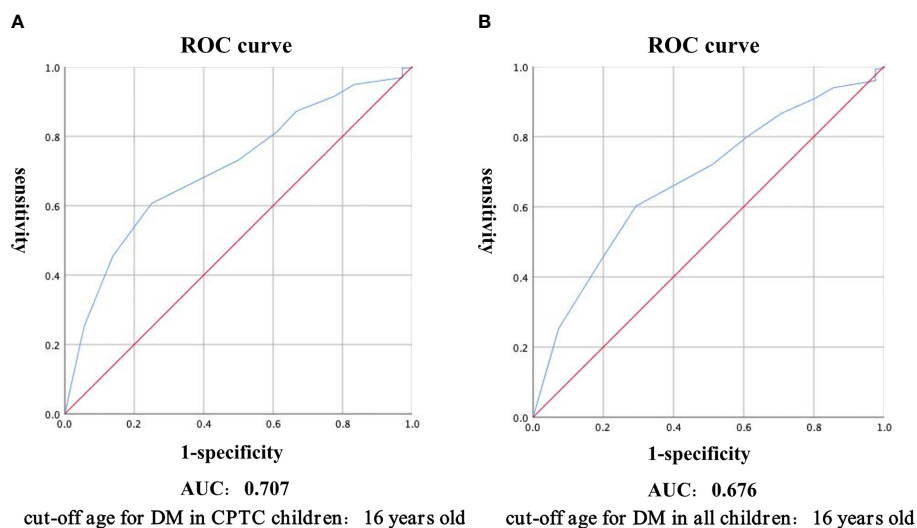 A
ROC curve
1.0
0.8
0.6
0.4
0.2
0.0
sensitivity
0.0 0.2 0.4 0.6 0.8 1.0
1-specificity
AUC： 0.707
cut-off age for DM in CPTC children： 16 years old
B
ROC curve
1.0
0.8
0.6
0.4
0.2
0.0
sensitivity
0.0 0.2 0.4 0.6 0.8 1.0
1-specificity
AUC： 0.676
cut-off age for DM in all children： 16 years old